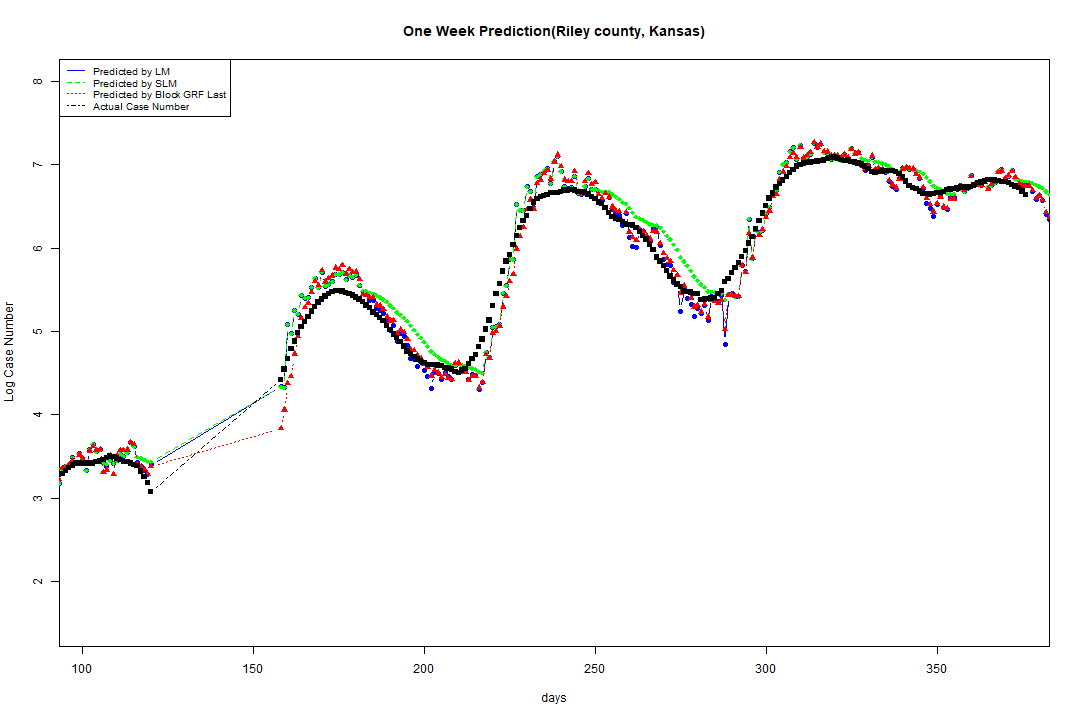 One Week Prediction(Riley county, Kansas)
Predicted by LM
Predicted by SLM
Predicted by Block GRF Last
Actual Case Number
Log Case Number
8
7
6
5
4
3
2
100 150 200 250 300 350
days